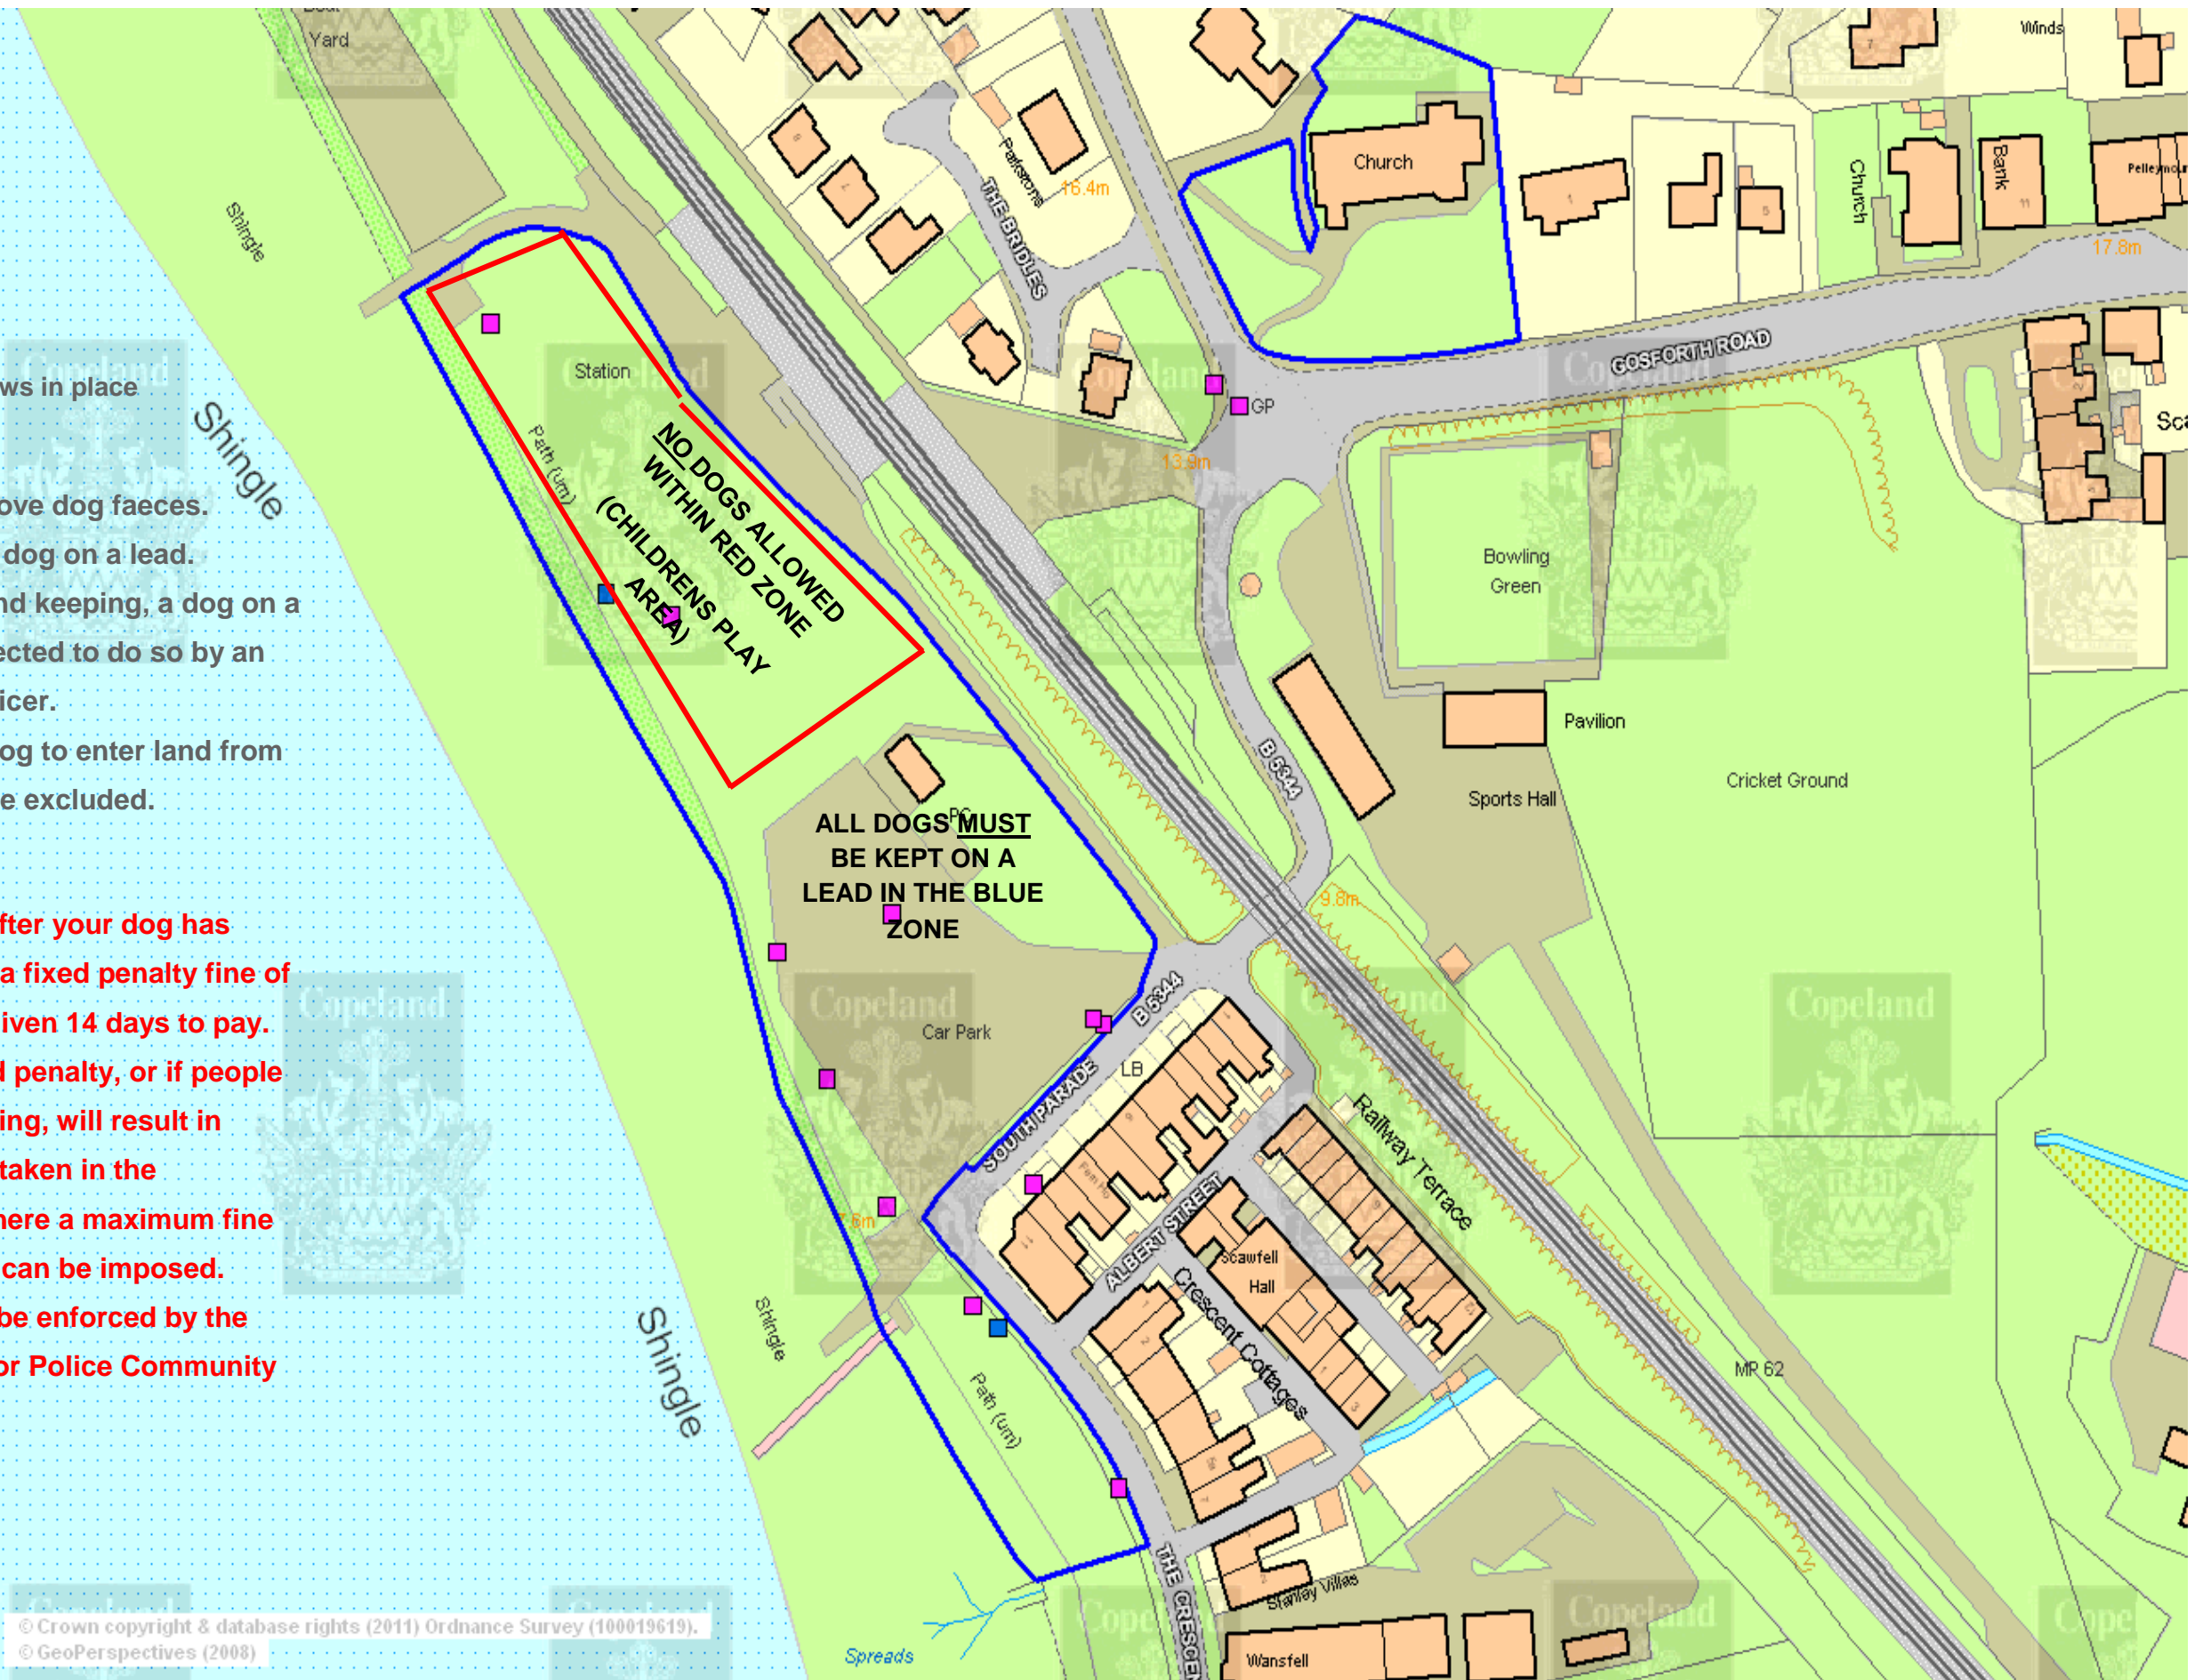 Yard
Winds
Shingle
Church
Church
Bank
11
Pelleymou
Parkstone
16.4m
THE BRIDLES
17.8m
GOSFORTH ROAD
Station
ws in place
Shingle
GP
13.9m
Path (um)
NO DOGS ALLOWED
WITHIN RED ZONE
(CHILDRENS PLAY
AREA)
Bowling
Green
ove dog faeces.
dog on a lead.
nd keeping, a dog on a
ected to do so by an
icer.
og to enter land from
e excluded.
Pavilion
B 5344
Sports Hall
Cricket Ground
PC
ALL DOGS MUST
BE KEPT ON A
LEAD IN THE BLUE
ZONE
9.8m
fter your dog has
a fixed penalty fine of
iven 14 days to pay.
d penalty, or if people
ing, will result in
taken in the
here a maximum fine
can be imposed.
be enforced by the
or Police Community
Copeland
Copeland
Copeland
Car Park
B 5344
LB
SOUTH PARADE
Railway Terrace
ALBERT STREET
Scawfell
Hall
Crescent Cottages
Shingle
Shingle
Path (um)
MP 62
THE CRESCEN
Stanley Villas
Wansfell
Spreads
© Crown copyright & database rights (2011) Ordnance Survey (100019619).
© GeoPerspectives (2008)